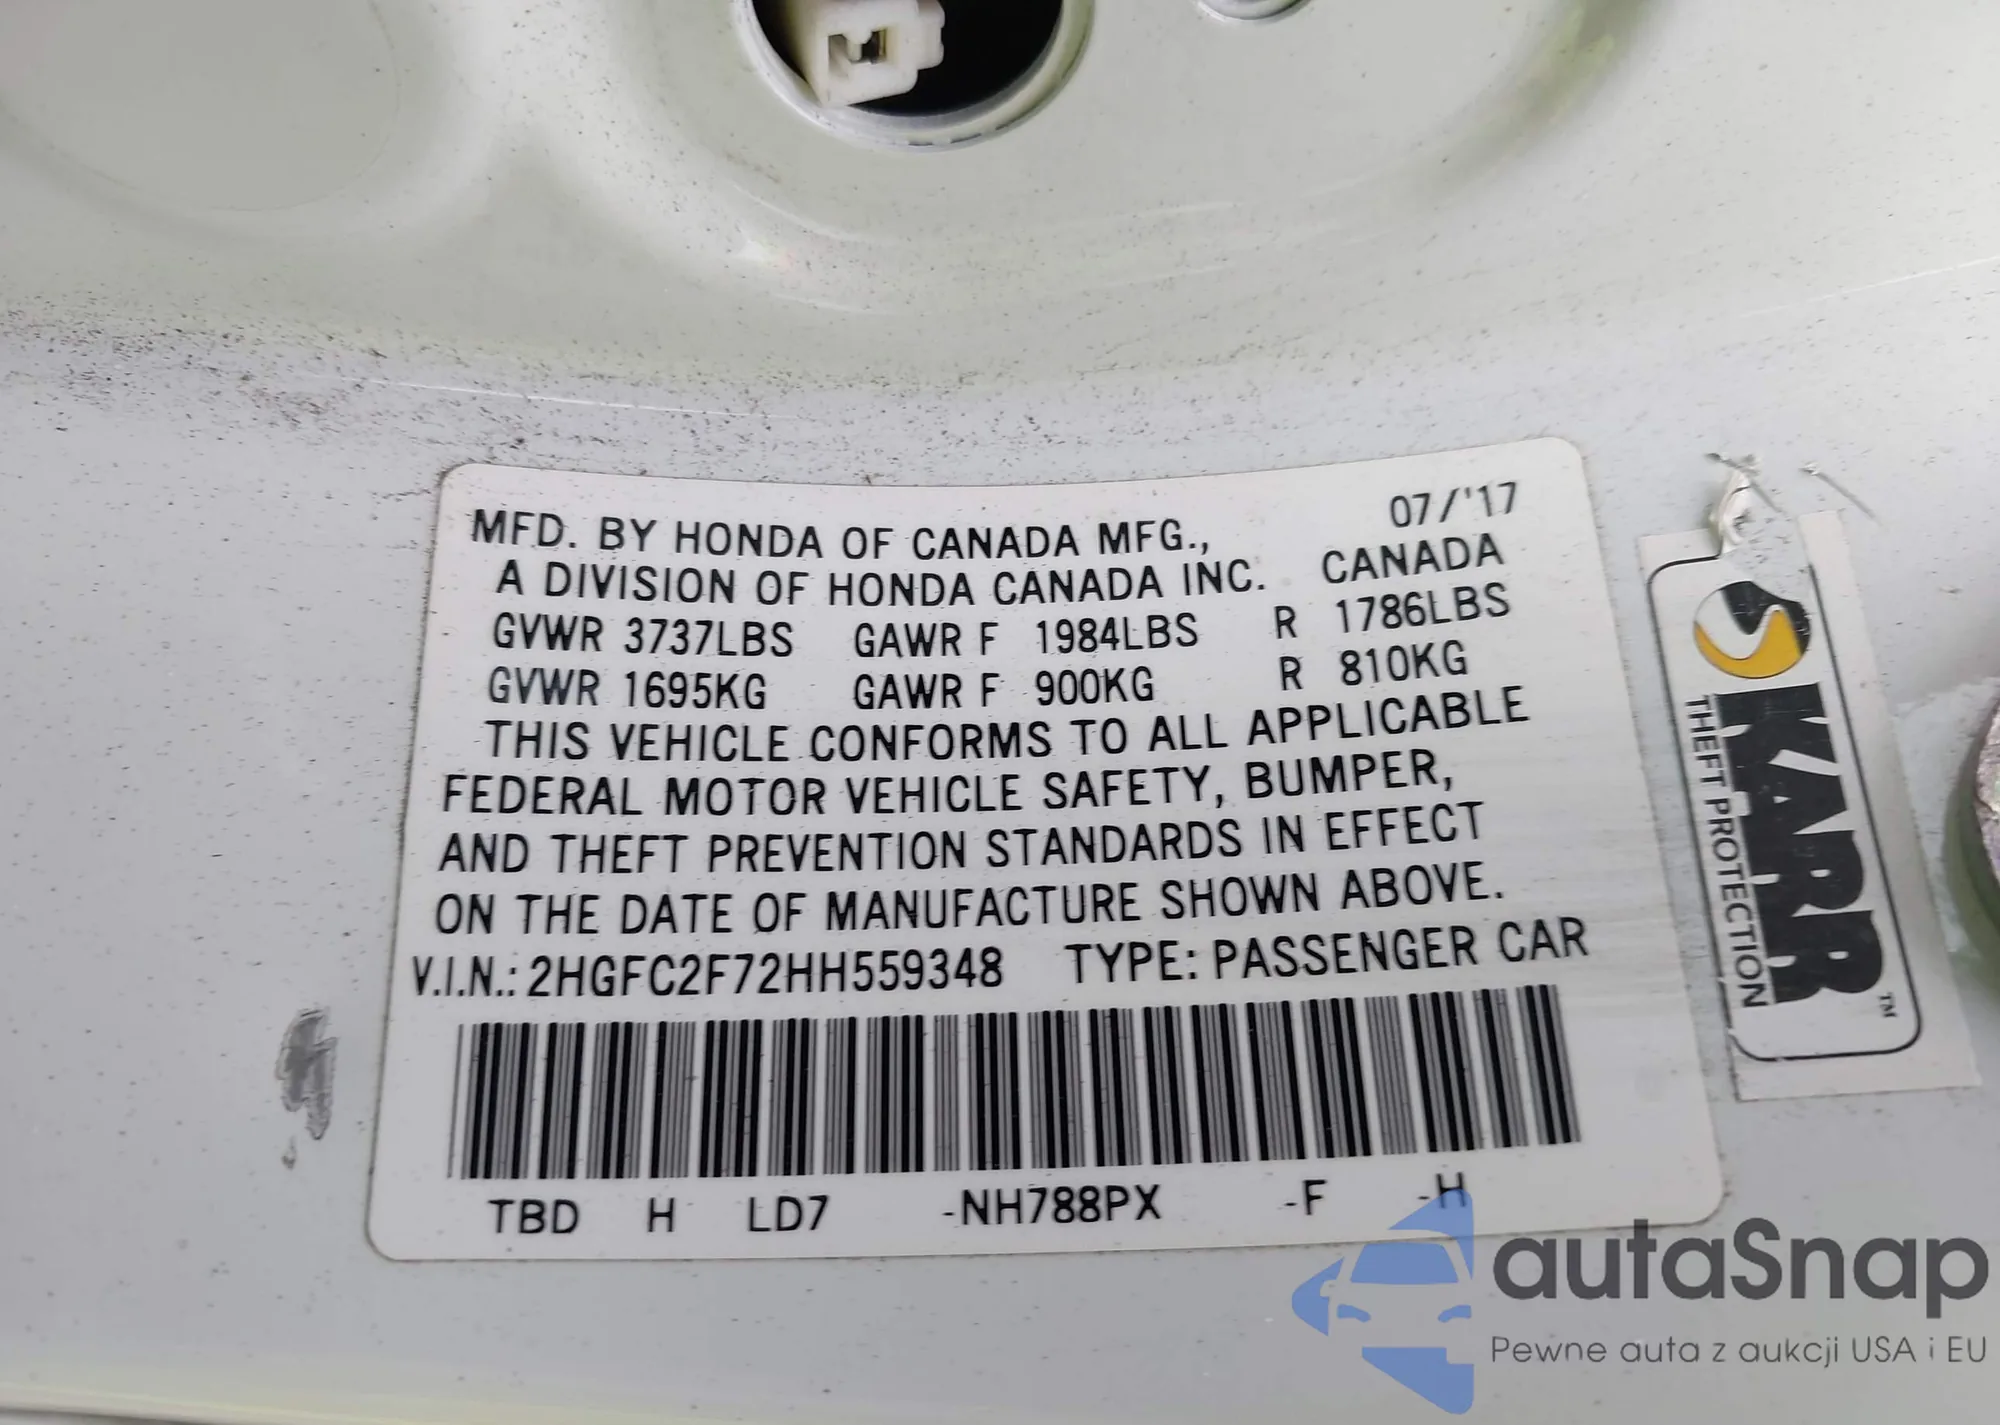 MFD. BY HONDA OF CANADA MFG., 07/'17
A DIVISION OF HONDA CANADA INC. CANADA
GVWR 3737LBS GAWR F 1984LBS R 1786LBS
GVWR 1695KG GAWR F 900KG R 810KG
THIS VEHICLE CONFORMS TO ALL APPLICABLE
FEDERAL MOTOR VEHICLE SAFETY, BUMPER,
AND THEFT PREVENTION STANDARDS IN EFFECT
ON THE DATE OF MANUFACTURE SHOWN ABOVE.
V.I.N.: 2HGFC2F72HH559348 TYPE: PASSENGER CAR
TBD H LD7 -NH788PX -F -H
KARR™
THEFT PROTECTION
autaSnap
Pewne auta z aukcji USA i EU